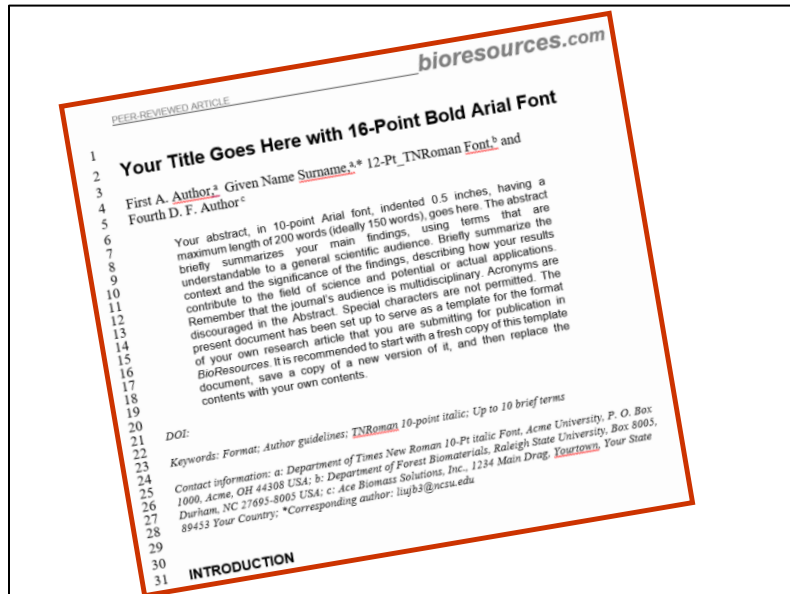 bioresources.com
PEER-REVIEWED ARTICLE
1
2 Your Title Goes Here with 16-Point Bold Arial Font
3
4 First A. Author,a Given Name Surname,a,* 12-Pt_TNRoman Font,b and
5 Fourth D. F. Author c
6
7 Your abstract, in 10-point Arial font, indented 0.5 inches, having a
8 maximum length of 200 words (ideally 150 words), goes here. The abstract
9 briefly summarizes your main findings, using terms that are
10 understandable to a general scientific audience. Briefly summarize the
11 context and the significance of the findings, describing how your results
12 contribute to the field of science and potential or actual applications.
13 Remember that the journal's audience is multidisciplinary. Acronyms are
14 discouraged in the Abstract. Special characters are not permitted. The
15 present document has been set up to serve as a template for the format
16 of your own research article that you are submitting for publication in
17 BioResources. It is recommended to start with a fresh copy of this template
18 document, save a copy of a new version of it, and then replace the
19 contents with your own contents.
20
21 DOI:
22
23 Keywords: Format; Author guidelines; TNRoman 10-point italic; Up to 10 brief terms
24
25 Contact information: a: Department of Times New Roman 10-Pt italic Font, Acme University, P. O. Box
26 1000, Acme, OH 44308 USA; b: Department of Forest Biomaterials, Raleigh State University, Box 8005,
27 Durham, NC 27695-8005 USA; c: Ace Biomass Solutions, Inc., 1234 Main Drag, Yourtown, Your State
28 89453 Your Country; *Corresponding author: liujb3@ncsu.edu
29
30
31 INTRODUCTION